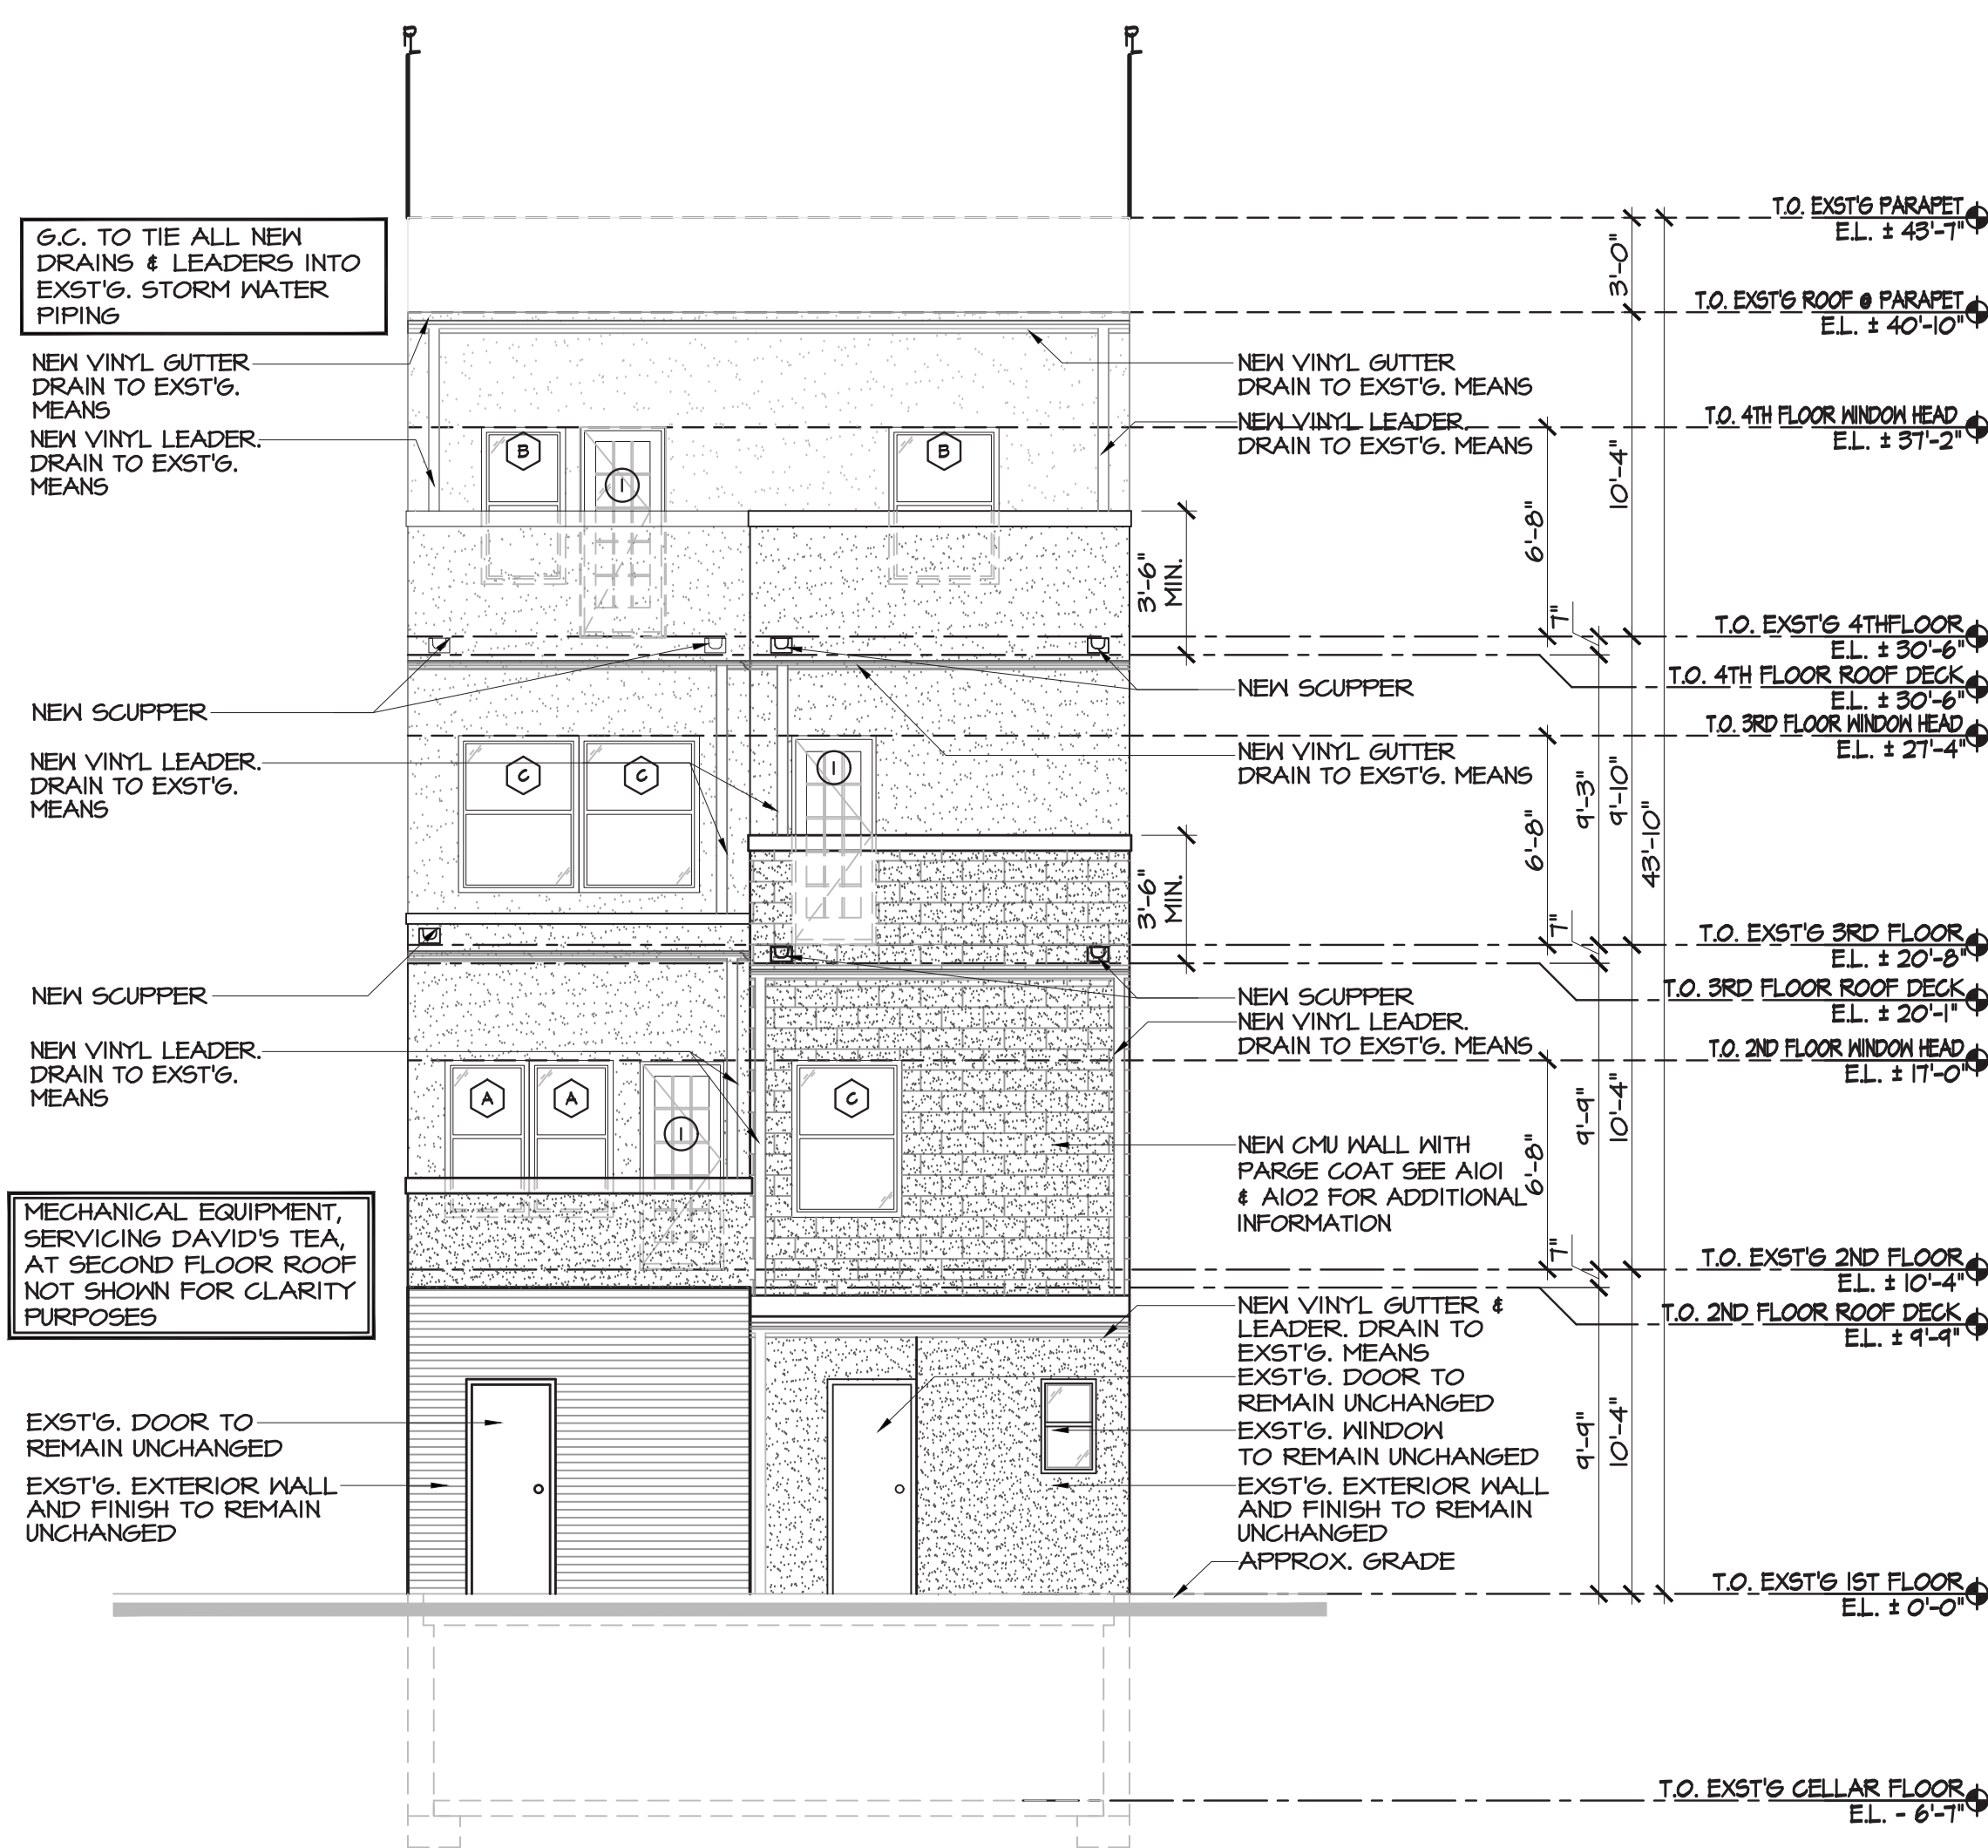 PL
PL
G.C. TO TIE ALL NEW
DRAINS & LEADERS INTO
EXST'G. STORM WATER
PIPING
NEW VINYL GUTTER
DRAIN TO EXST'G.
MEANS
NEW VINYL LEADER.
DRAIN TO EXST'G.
MEANS
NEW SCUPPER
NEW VINYL LEADER.
DRAIN TO EXST'G.
MEANS
NEW SCUPPER
NEW VINYL LEADER.
DRAIN TO EXST'G.
MEANS
MECHANICAL EQUIPMENT,
SERVICING DAVID'S TEA,
AT SECOND FLOOR ROOF
NOT SHOWN FOR CLARITY
PURPOSES
EXST'G. DOOR TO
REMAIN UNCHANGED
EXST'G. EXTERIOR WALL
AND FINISH TO REMAIN
UNCHANGED
B
1
B
C
C
1
A
A
1
C
3'-6"
MIN.
3'-6"
MIN.
NEW VINYL GUTTER
DRAIN TO EXST'G. MEANS
NEW VINYL LEADER.
DRAIN TO EXST'G. MEANS
NEW SCUPPER
NEW VINYL GUTTER
DRAIN TO EXST'G. MEANS
NEW SCUPPER
NEW VINYL LEADER.
DRAIN TO EXST'G. MEANS
NEW CMU WALL WITH
PARGE COAT SEE A101
& A102 FOR ADDITIONAL
INFORMATION
NEW VINYL GUTTER &
LEADER. DRAIN TO
EXST'G. MEANS
EXST'G. DOOR TO
REMAIN UNCHANGED
EXST'G. WINDOW
TO REMAIN UNCHANGED
EXST'G. EXTERIOR WALL
AND FINISH TO REMAIN
UNCHANGED
APPROX. GRADE
6'-8"
7"
6'-8"
7"
6'-8"
7"
9'-3"
9'-9"
9'-9"
3'-0"
10'-4"
9'-10"
10'-4"
10'-4"
43'-10"
T.O. EXST'G PARAPET
E.L. ± 43'-7"
T.O. EXST'G ROOF @ PARAPET
E.L. ± 40'-10"
T.O. 4TH FLOOR WINDOW HEAD
E.L. ± 37'-2"
T.O. EXST'G 4THFLOOR
E.L. ± 30'-6"
T.O. 4TH FLOOR ROOF DECK
E.L. ± 30'-6"
T.O. 3RD FLOOR WINDOW HEAD
E.L. ± 27'-4"
T.O. EXST'G 3RD FLOOR
E.L. ± 20'-8"
T.O. 3RD FLOOR ROOF DECK
E.L. ± 20'-1"
T.O. 2ND FLOOR WINDOW HEAD
E.L. ± 17'-0"
T.O. EXST'G 2ND FLOOR
E.L. ± 10'-4"
T.O. 2ND FLOOR ROOF DECK
E.L. ± 9'-9"
T.O. EXST'G 1ST FLOOR
E.L. ± 0'-0"
T.O. EXST'G CELLAR FLOOR
E.L. - 6'-7"